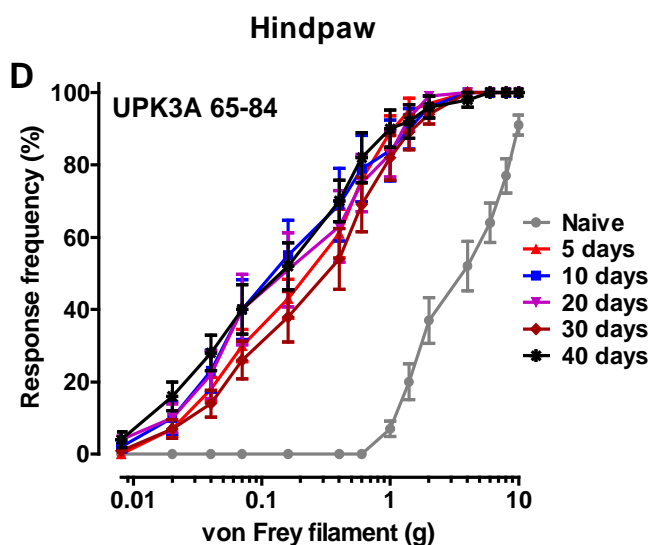 Hindpaw
D
UPK3A 65-84
Response frequency (%)
100
80
60
40
20
0
0.01 0.1 1 10
von Frey filament (g)
Naive
5 days
10 days
20 days
30 days
40 days